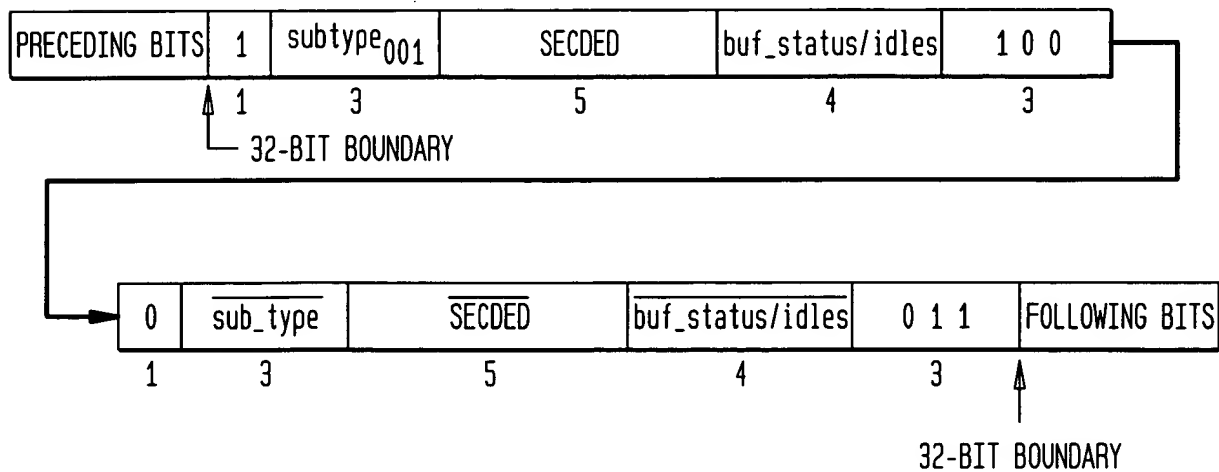 PRECEDING BITS 1 subtype001 SECDED buf_status/idles 1 0 0
1 3 5 4 3
32-BIT BOUNDARY
0 sub_type SECDED buf_status/idles 0 1 1 FOLLOWING BITS
1 3 5 4 3
32-BIT BOUNDARY